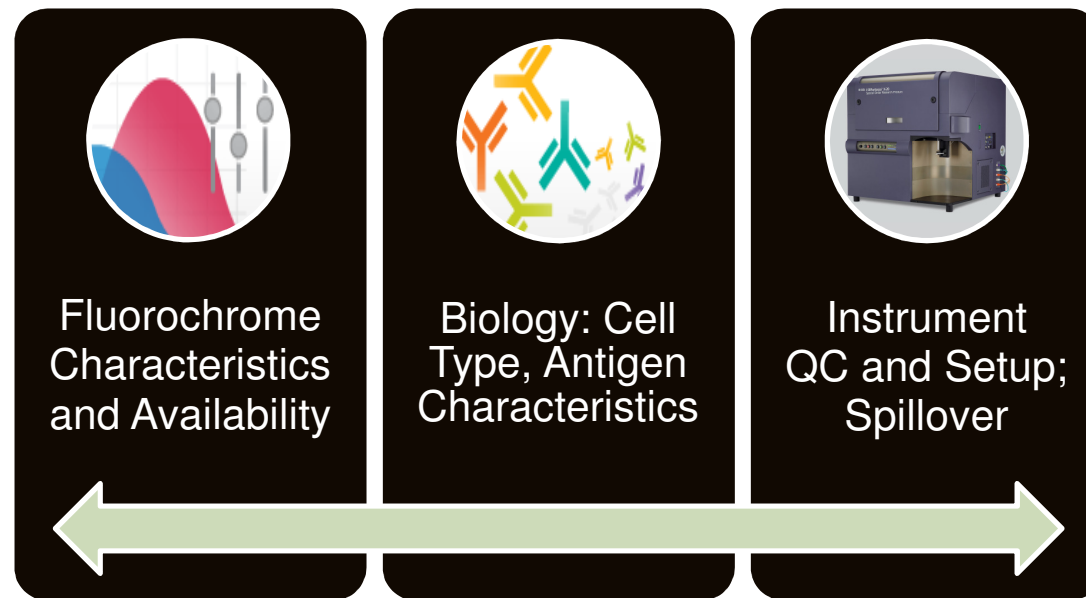 Fluorochrome
Characteristics
and Availability
Biology: Cell
Type, Antigen
Characteristics
Instrument
QC and Setup;
Spillover